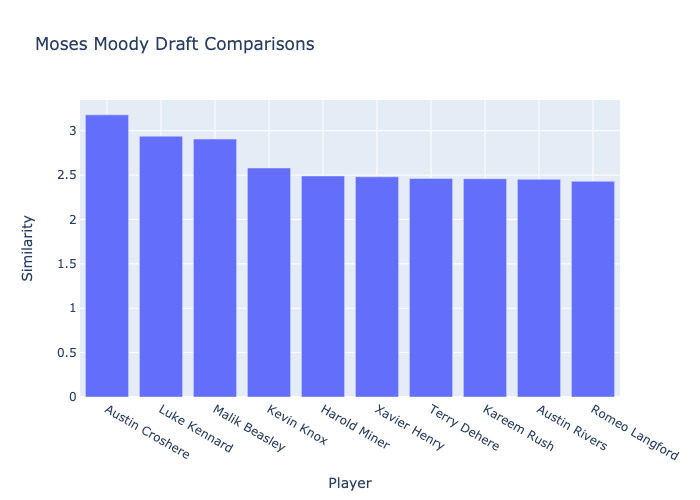 Moses Moody Draft Comparisons
3
2.5
2
1.5
1
0.5
0
Similarity
Austin Croshere
Luke Kennard
Malik Beasley
Kevin Knox
Harold Miner
Xavier Henry
Terry Dehere
Kareem Rush
Austin Rivers
Romeo Langford
Player